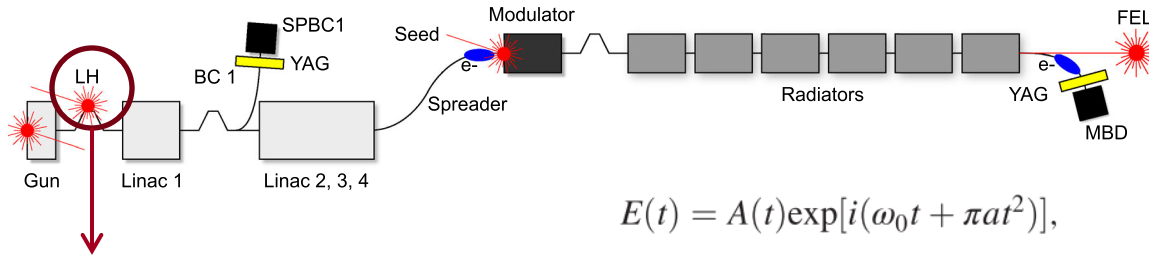 SPBC1
YAG
BC 1
LH
Gun
Linac 1
Linac 2, 3, 4
Spreader
Seed
e-
Modulator
Radiators
FEL
e-
YAG
MBD
E(t) = A(t)exp[i(ω₀t + πat²)],